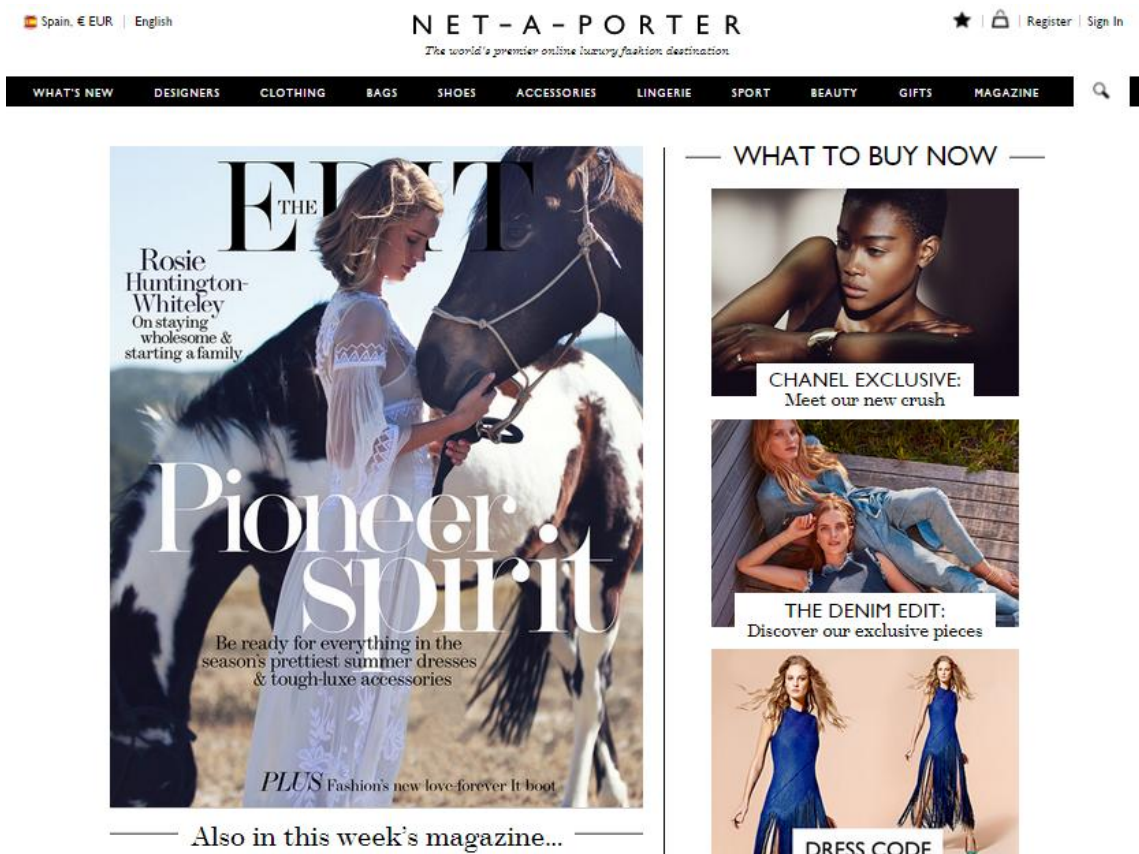 Spain, € EUR | English
NET-A-PORTER
The world's premier online luxury fashion destination
Register | Sign In
WHAT'S NEW DESIGNERS CLOTHING BAGS SHOES ACCESSORIES LINGERIE SPORT BEAUTY GIFTS MAGAZINE
THE EDIT
Rosie
Huntington-
Whiteley
On staying
wholesome &
starting a family
Pioneer
spirit
Be ready for everything in the
season's prettiest summer dresses
& tough-luxe accessories
PLUS Fashion's new love-forever It boot
Also in this week's magazine...
WHAT TO BUY NOW
CHANEL EXCLUSIVE:
Meet our new crush
THE DENIM EDIT:
Discover our exclusive pieces
DRESS CODE